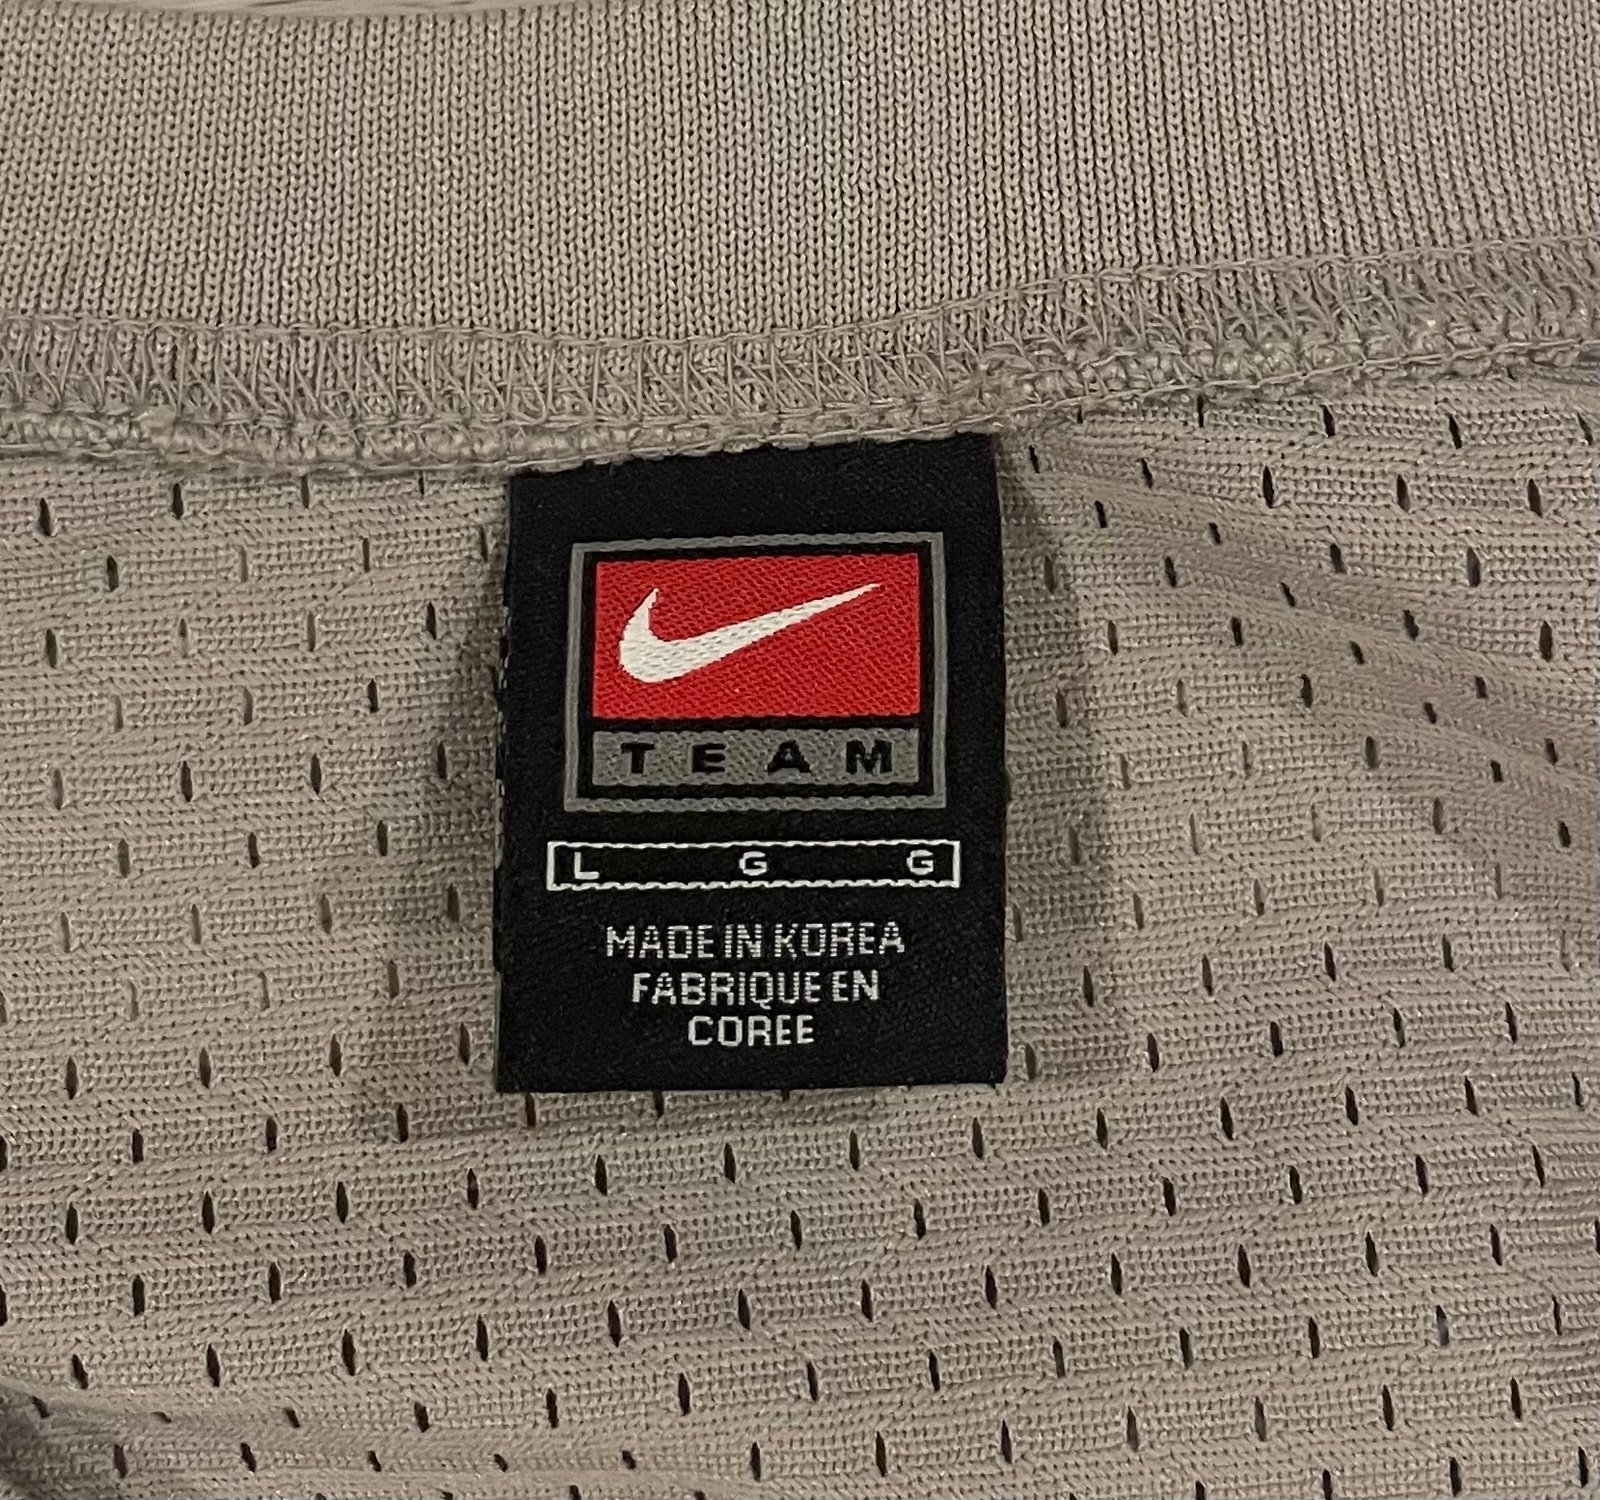 TEAM
L G G
MADE IN KOREA
FABRIQUE EN
COREE